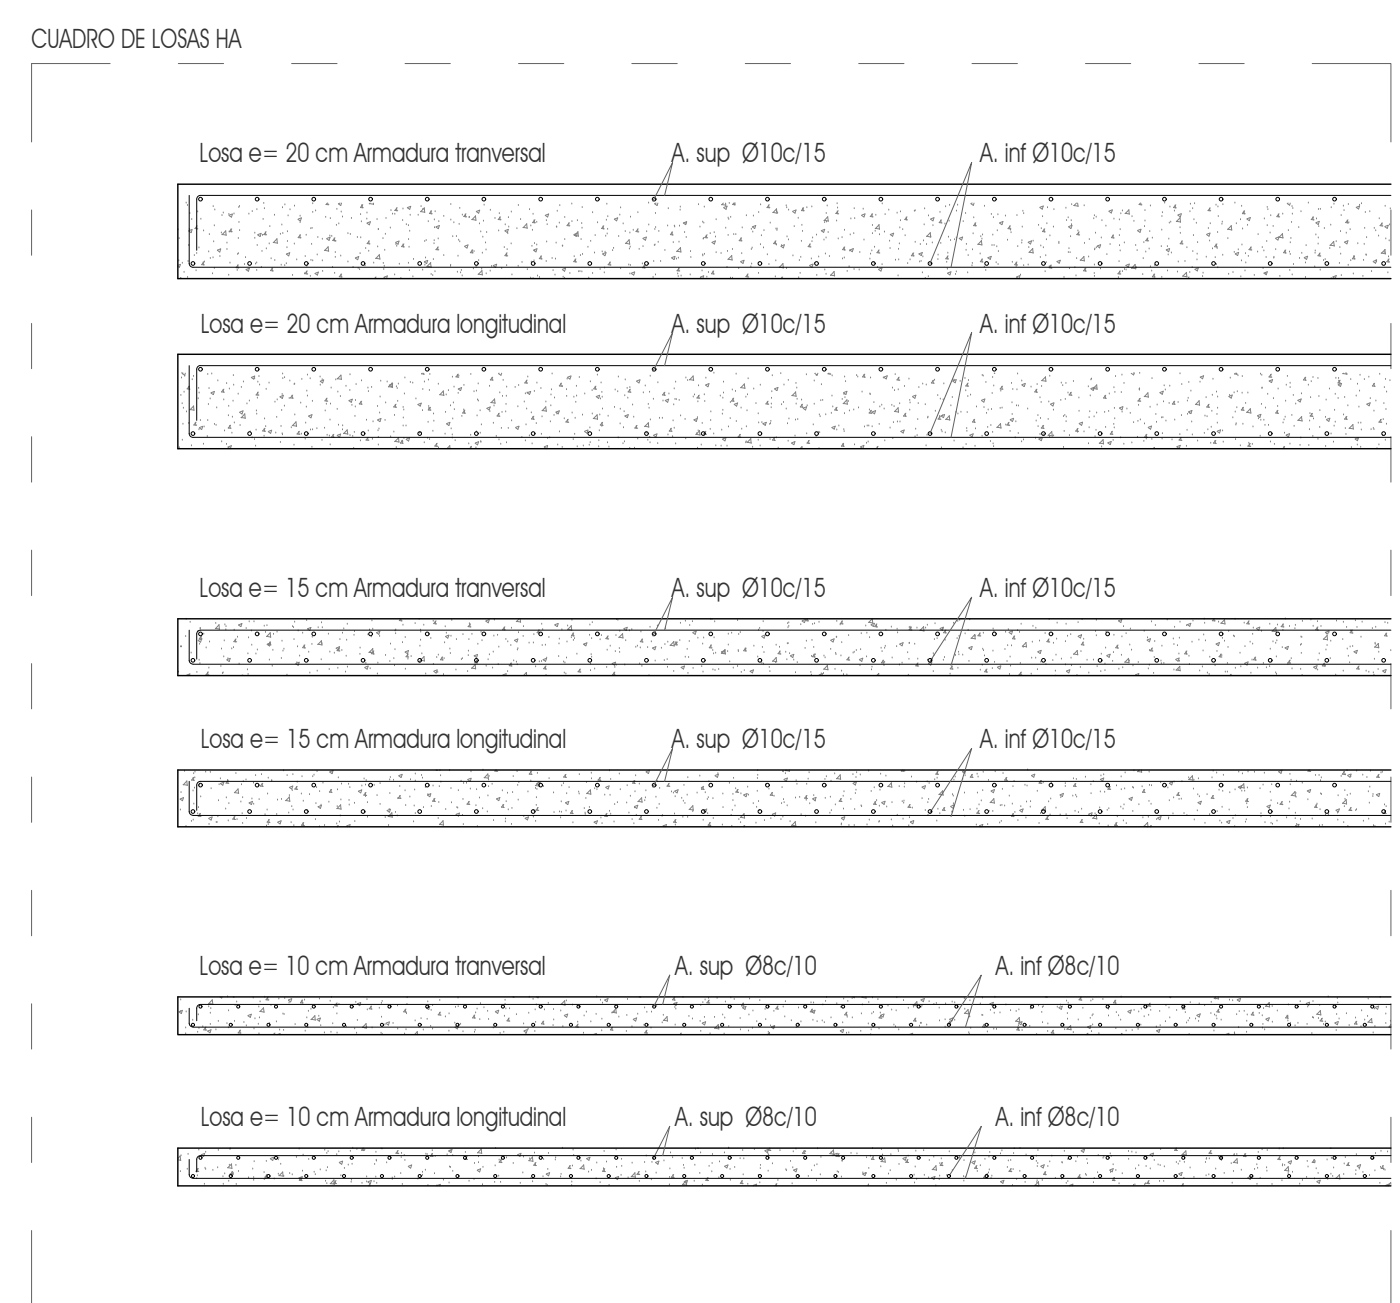 CUADRO DE LOSAS HA
Losa e= 20 cm Armadura tranversal A. sup Ø10c/15 A. inf Ø10c/15
Losa e= 20 cm Armadura longitudinal A. sup Ø10c/15 A. inf Ø10c/15
Losa e= 15 cm Armadura tranversal A. sup Ø10c/15 A. inf Ø10c/15
Losa e= 15 cm Armadura longitudinal A. sup Ø10c/15 A. inf Ø10c/15
Losa e= 10 cm Armadura tranversal A. sup Ø8c/10 A. inf Ø8c/10
Losa e= 10 cm Armadura longitudinal A. sup Ø8c/10 A. inf Ø8c/10